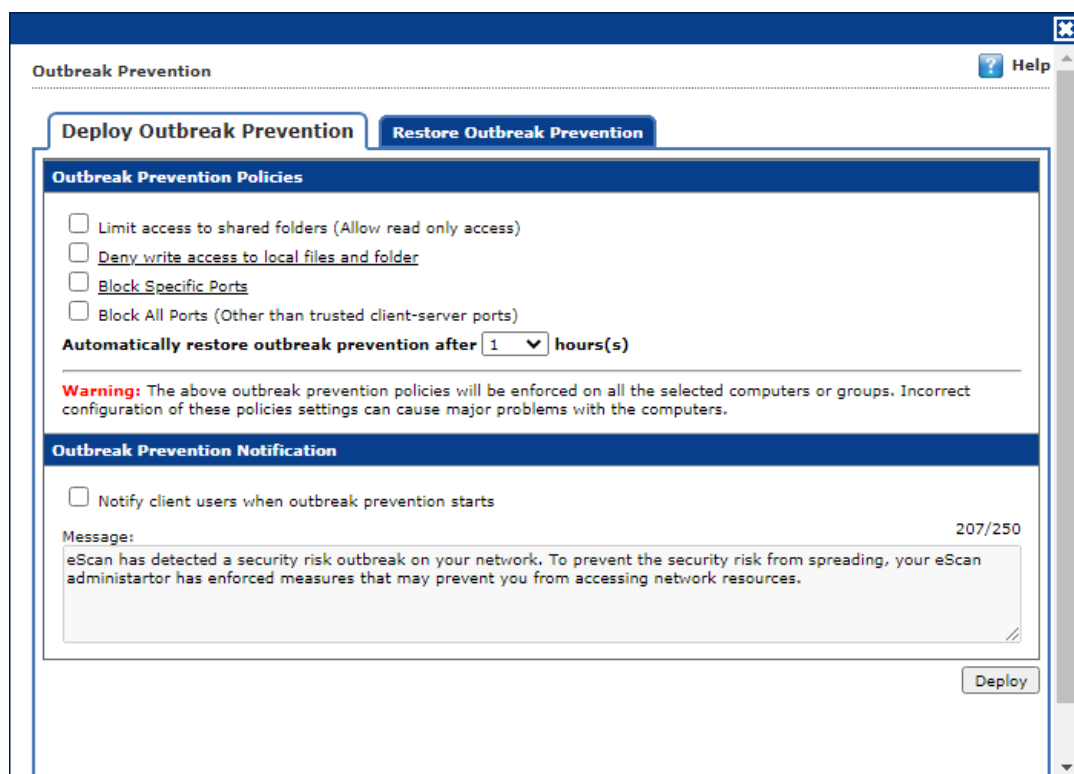 Outbreak Prevention
? Help
Deploy Outbreak Prevention
Restore Outbreak Prevention
Outbreak Prevention Policies
Limit access to shared folders (Allow read only access)
Deny write access to local files and folder
Block Specific Ports
Block All Ports (Other than trusted client-server ports)
Automatically restore outbreak prevention after 1 hours(s)
Warning: The above outbreak prevention policies will be enforced on all the selected computers or groups. Incorrect
configuration of these policies settings can cause major problems with the computers.
Outbreak Prevention Notification
Notify client users when outbreak prevention starts
207/250
Message:
eScan has detected a security risk outbreak on your network. To prevent the security risk from spreading, your eScan
administartor has enforced measures that may prevent you from accessing network resources.
Deploy